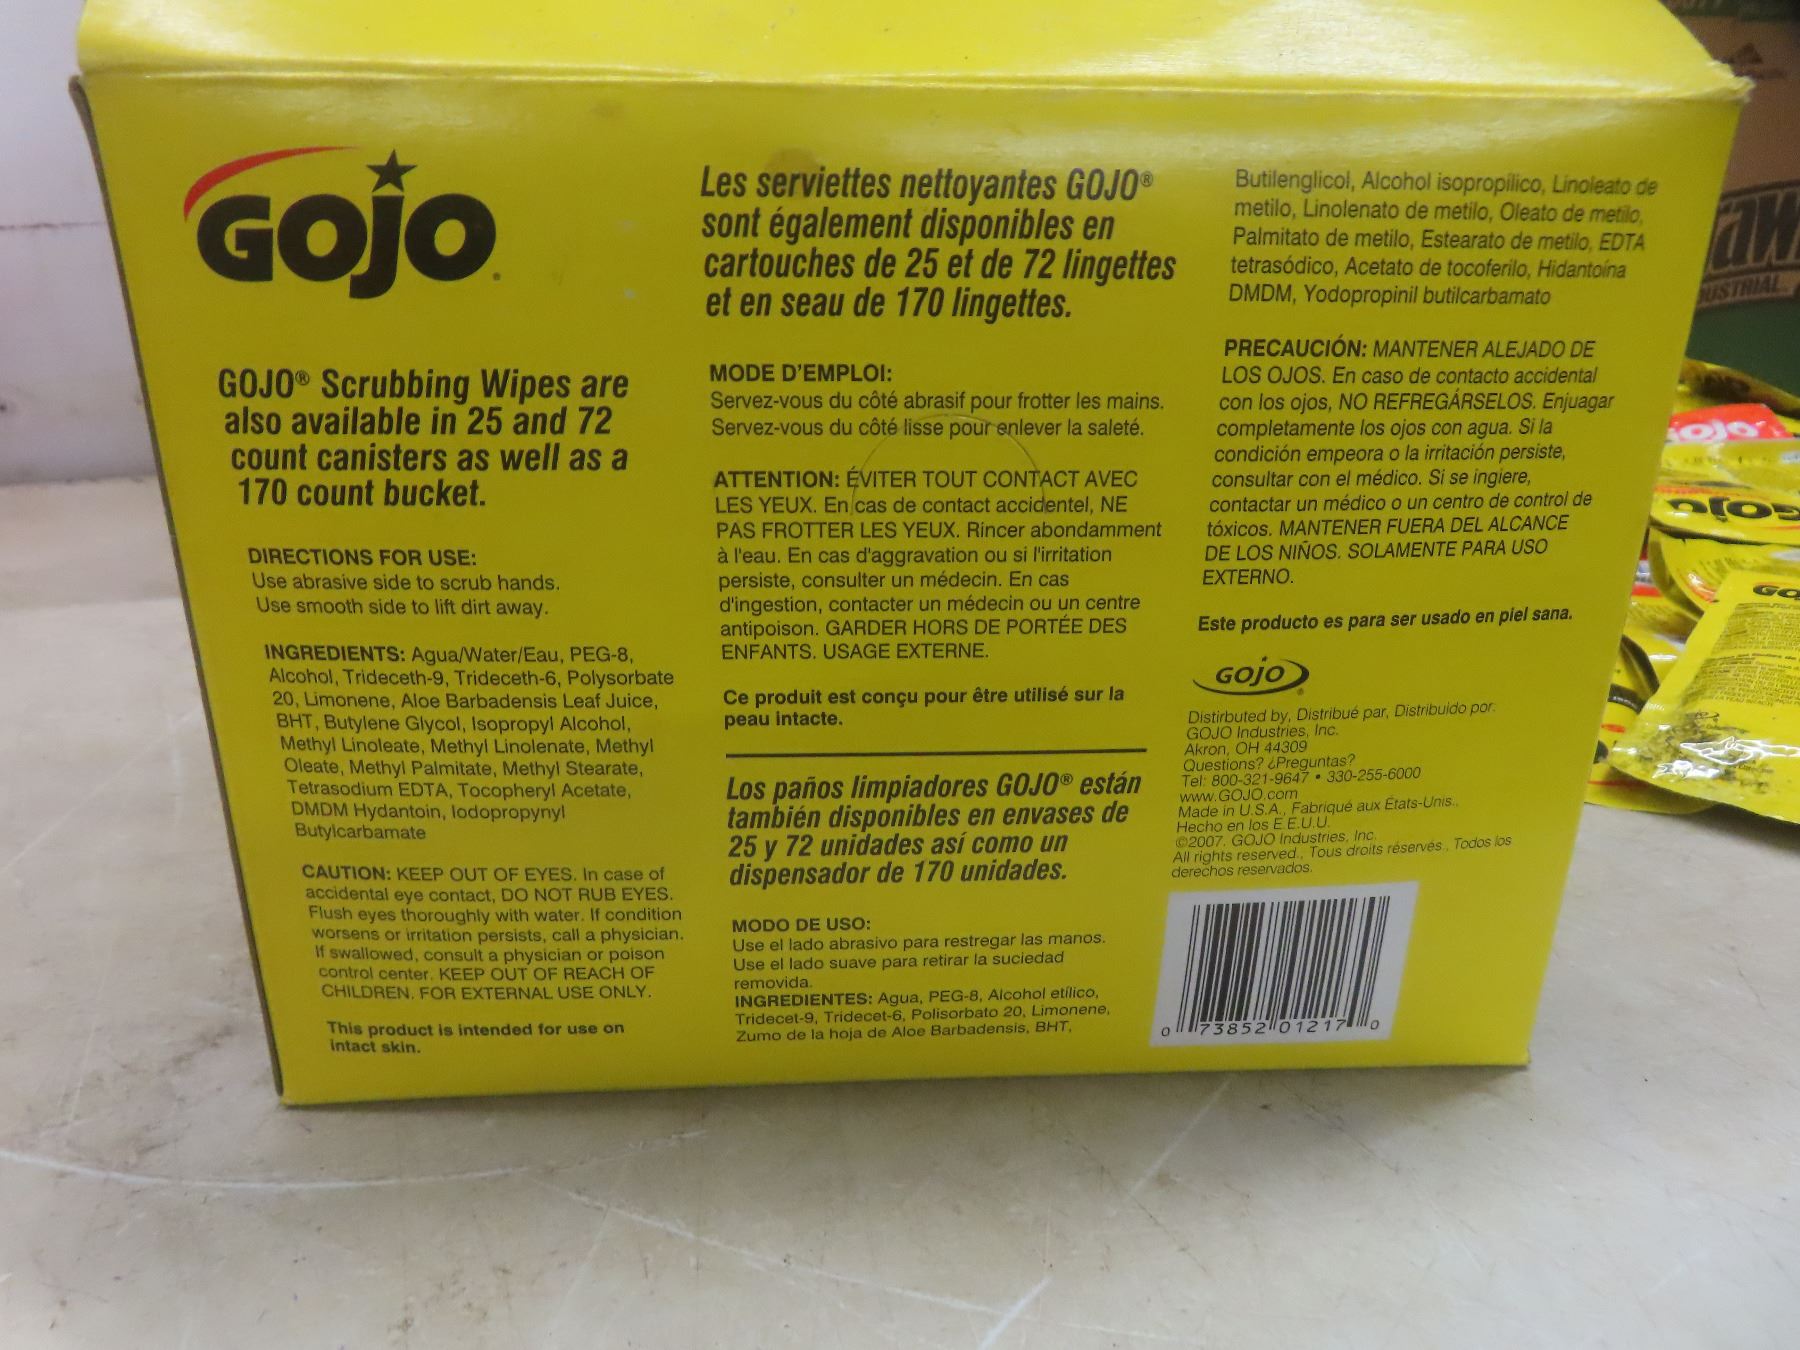 GOJO
GOJO® Scrubbing Wipes are
also available in 25 and 72
count canisters as well as a
170 count bucket.
DIRECTIONS FOR USE:
Use abrasive side to scrub hands.
Use smooth side to lift dirt away.
INGREDIENTS: Agua/Water/Eau, PEG-8,
Alcohol, Trideceth-9, Trideceth-6, Polysorbate
20, Limonene, Aloe Barbadensis Leaf Juice,
BHT, Butylene Glycol, Isopropyl Alcohol,
Methyl Linoleate, Methyl Linolenate, Methyl
Oleate, Methyl Palmitate, Methyl Stearate,
Tetrasodium EDTA, Tocopheryl Acetate,
DMDM Hydantoin, Iodopropynyl
Butylcarbamate
CAUTION: KEEP OUT OF EYES. In case of
accidental eye contact, DO NOT RUB EYES.
Flush eyes thoroughly with water. If condition
worsens or irritation persists, call a physician.
If swallowed, consult a physician or poison
control center. KEEP OUT OF REACH OF
CHILDREN. FOR EXTERNAL USE ONLY.
This product is intended for use on
intact skin.
Les serviettes nettoyantes GOJO®
sont également disponibles en
cartouches de 25 et de 72 lingettes
et en seau de 170 lingettes.
MODE D'EMPLOI:
Servez-vous du côté abrasif pour frotter les mains.
Servez-vous du côté lisse pour enlever la saleté.
ATTENTION: ÉVITER TOUT CONTACT AVEC
LES YEUX. En cas de contact accidentel, NE
PAS FROTTER LES YEUX. Rincer abondamment
à l'eau. En cas d'aggravation ou si l'irritation
persiste, consulter un médecin. En cas
d'ingestion, contacter un médecin ou un centre
antipoison. GARDER HORS DE PORTÉE DES
ENFANTS. USAGE EXTERNE.
Ce produit est conçu pour être utilisé sur la
peau intacte.
Los paños limpiadores GOJO® están
también disponibles en envases de
25 y 72 unidades así como un
dispensador de 170 unidades.
MODO DE USO:
Use el lado abrasivo para restregar las manos.
Use el lado suave para retirar la suciedad
removida.
INGREDIENTES: Agua, PEG-8, Alcohol etílico,
Tridecet-9, Tridecet-6, Polisorbato 20, Limonene,
Zumo de la hoja de Aloe Barbadensis, BHT,
Butilenglicol, Alcohol isopropílico, Linoleato de
metilo, Linolenato de metilo, Oleato de metilo,
Palmitato de metilo, Estearato de metilo, EDTA
tetrasódico, Acetato de tocoferilo, Hidantoína
DMDM, Yodopropinil butilcarbamato
PRECAUCIÓN: MANTENER ALEJADO DE
LOS OJOS. En caso de contacto accidental
con los ojos, NO REFREGÁRSELOS. Enjuagar
completamente los ojos con agua. Si la
condición empeora o la irritación persiste,
consultar con el médico. Si se ingiere,
contactar un médico o un centro de control de
tóxicos. MANTENER FUERA DEL ALCANCE
DE LOS NIÑOS. SOLAMENTE PARA USO
EXTERNO.
Este producto es para ser usado en piel sana.
GOJO
Distirbuted by, Distribué par, Distribuido por:
GOJO Industries, Inc.
Akron, OH 44309
Questions? ¿Preguntas?
Tel: 800-321-9647 • 330-255-6000
www.GOJO.com
Made in U.S.A., Fabriqué aux États-Unis.,
Hecho en los E.E.U.U.
©2007. GOJO Industries, Inc.
All rights reserved., Tous droits réservés., Todos los
derechos reservados.
0 73852 01217 0
GOJO
GOJO